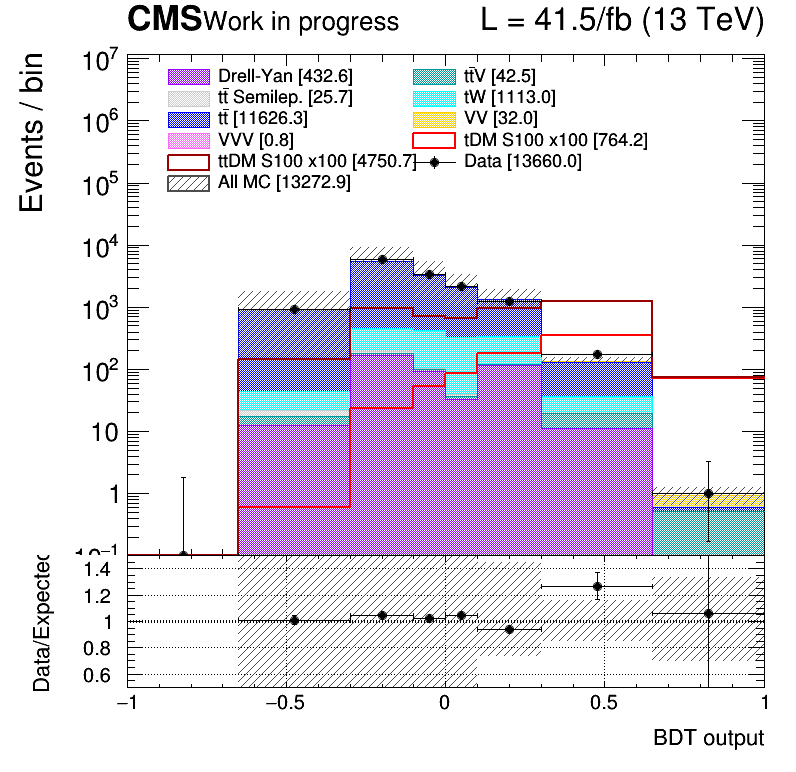 CMS Work in progress L = 41.5/fb (13 TeV)
Events / bin
10⁷
10⁶
10⁵
10⁴
10³
10²
10
1
10⁻¹
Drell-Yan [432.6] tt̄V [42.5]
tt̄ Semilep. [25.7] tW [1113.0]
tt̄ [11626.3] VV [32.0]
VVV [0.8] tDM S100 x100 [764.2]
ttDM S100 x100 [4750.7] Data [13660.0]
All MC [13272.9]
Data/Expected
1.4
1.2
1
0.8
0.6
−1 −0.5 0 0.5 1
BDT output